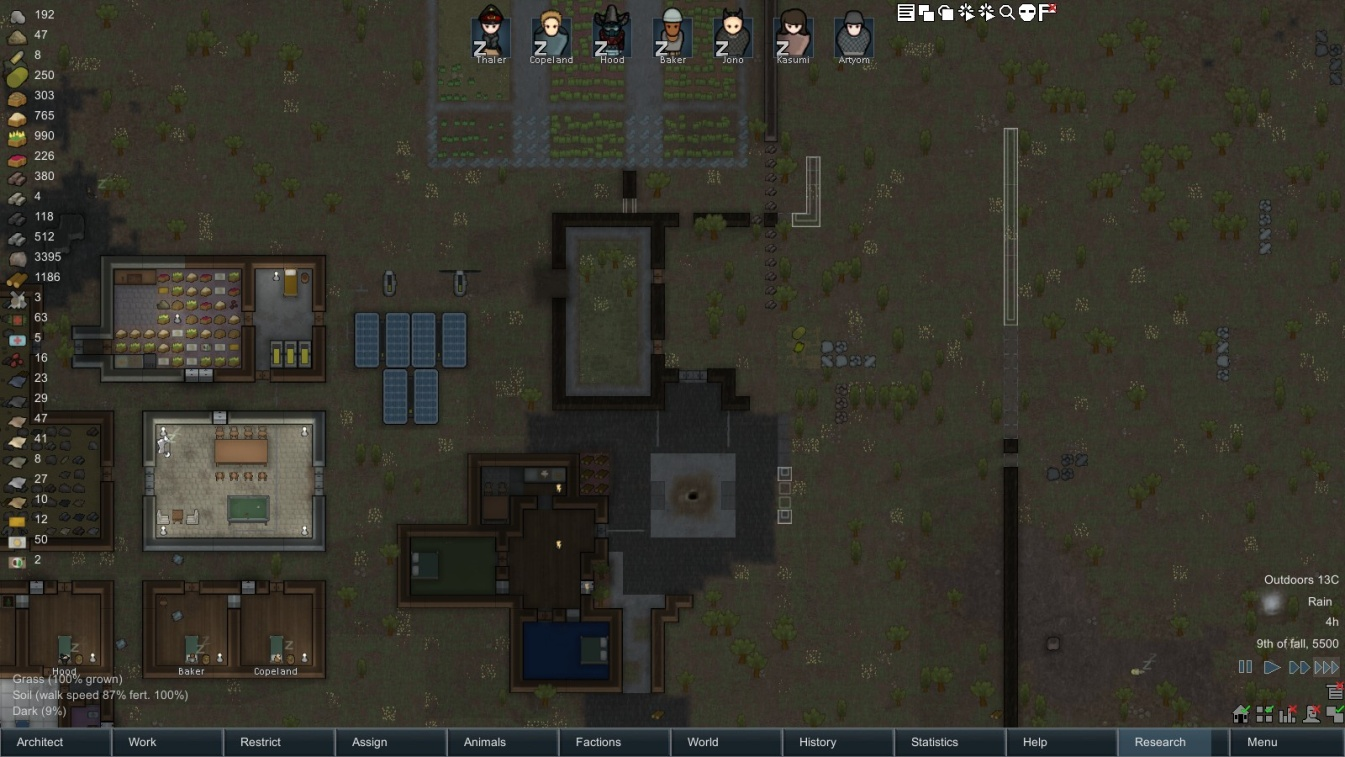 192
47
8
250
303
765
990
226
380
4
118
512
3395
1186
3
63
5
16
23
29
47
41
8
27
10
12
50
2
Z Z Z Z Z Z
Thaler Copeland Hood Baker Jono Kasumi Artyom
Hood Baker Copeland
Grass (100% grown)
Soil (walk speed 87% fert. 100%)
Dark (9%)
Outdoors 13C
Rain
4h
9th of fall, 5500
Architect Work Restrict Assign Animals Factions World History Statistics Help Research Menu